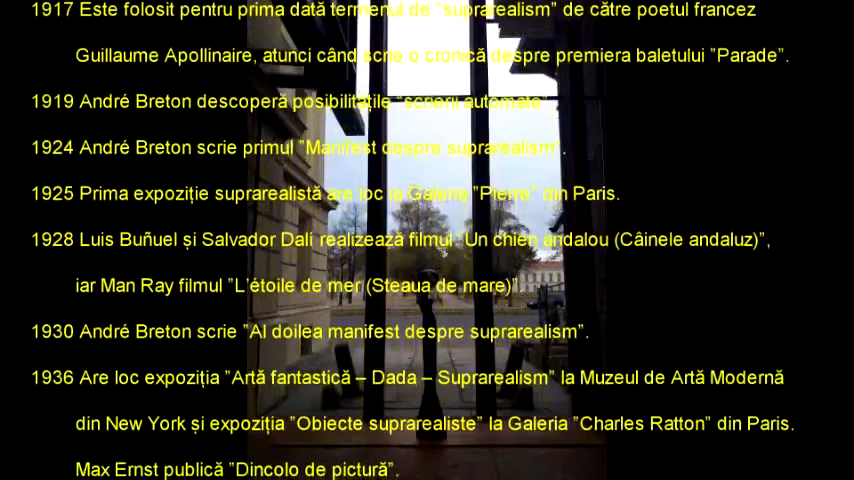 1917 Este folosit pentru prima dată termenul de ”suprarealism” de către poetul francez
Guillaume Apollinaire, atunci când scrie o cronică despre premiera baletului ”Parade”.
1919 André Breton descoperă posibilitățile ”scrierii automate”.
1924 André Breton scrie primul ”Manifest despre suprarealism”.
1925 Prima expoziție suprarealistă are loc la Galeria ”Pierre” din Paris.
1928 Luis Buñuel și Salvador Dalí realizează filmul ”Un chien andalou (Câinele andaluz)”,
iar Man Ray filmul ”L’étoile de mer (Steaua de mare)”.
1930 André Breton scrie ”Al doilea manifest despre suprarealism”.
1936 Are loc expoziția ”Artă fantastică – Dada – Suprarealism” la Muzeul de Artă Modernă
din New York și expoziția ”Obiecte suprarealiste” la Galeria ”Charles Ratton” din Paris.
Max Ernst publică ”Dincolo de pictură”.